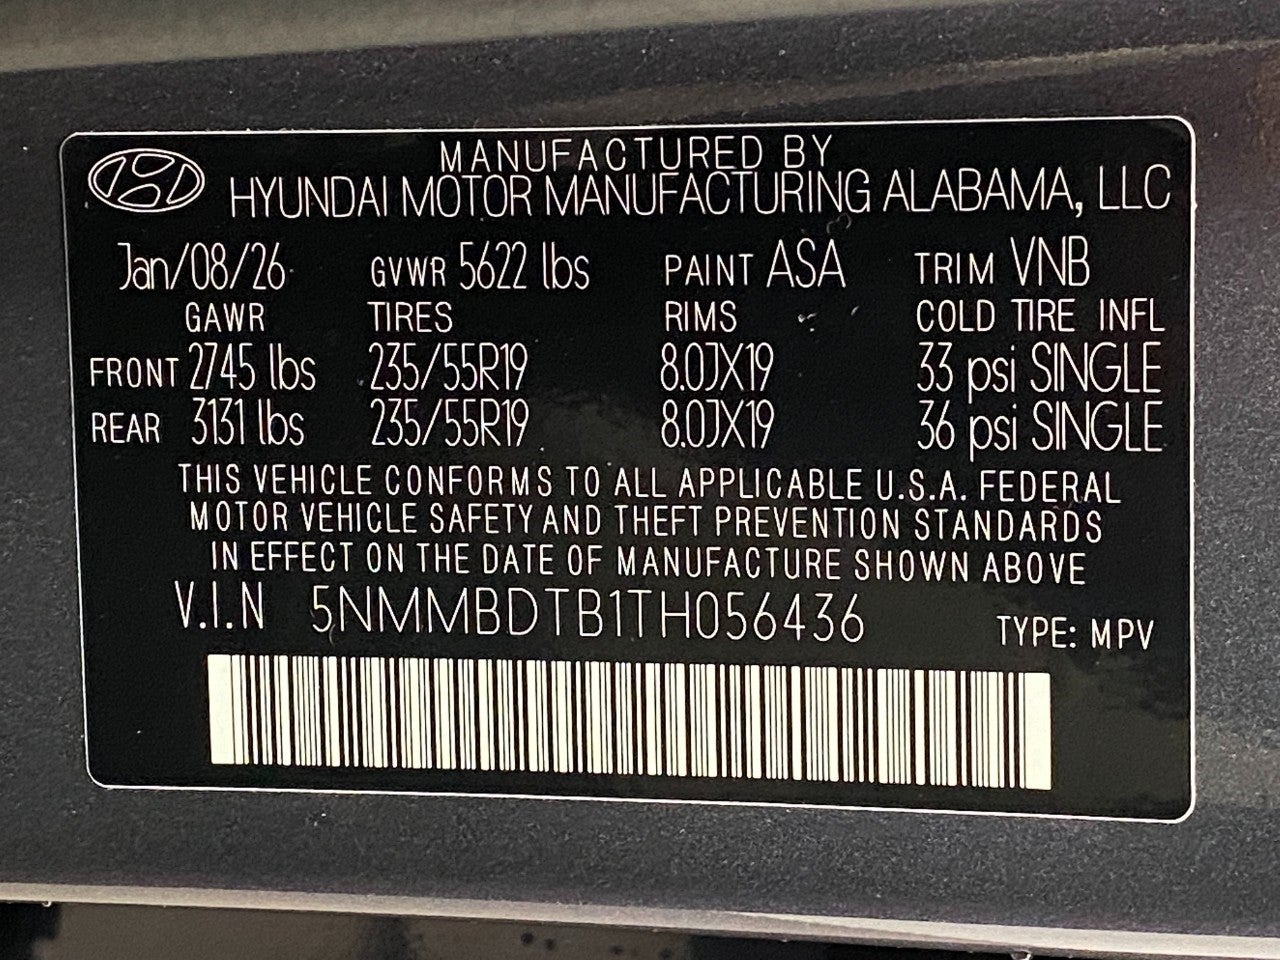 MANUFACTURED BY
HYUNDAI MOTOR MANUFACTURING ALABAMA, LLC
Jan/08/26 GVWR 5622 lbs PAINT ASA TRIM VNB
GAWR TIRES RIMS COLD TIRE INFL
FRONT 2745 lbs 235/55R19 8.0JX19 33 psi SINGLE
REAR 3131 lbs 235/55R19 8.0JX19 36 psi SINGLE
THIS VEHICLE CONFORMS TO ALL APPLICABLE U.S.A. FEDERAL
MOTOR VEHICLE SAFETY AND THEFT PREVENTION STANDARDS
IN EFFECT ON THE DATE OF MANUFACTURE SHOWN ABOVE
V.I.N 5NMMBDTB1TH056436 TYPE: MPV